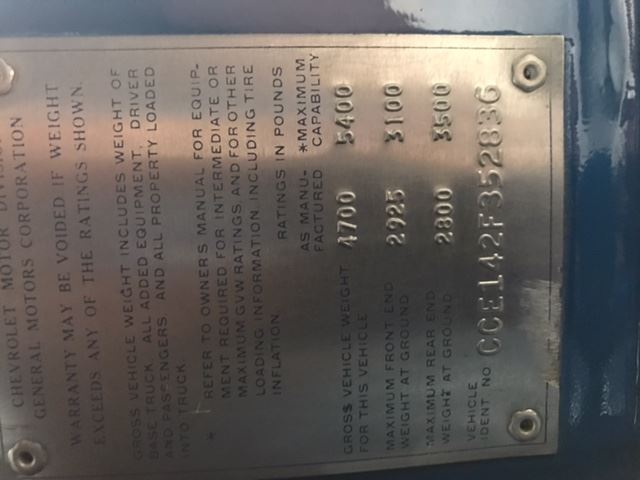 CHEVROLET MOTOR DIVISION
GENERAL MOTORS CORPORATION
WARRANTY MAY BE VOIDED IF WEIGHT
EXCEEDS ANY OF THE RATINGS SHOWN.
GROSS VEHICLE WEIGHT INCLUDES WEIGHT OF
BASE TRUCK, ALL ADDED EQUIPMENT, DRIVER
AND PASSENGERS AND ALL PROPERTY LOADED
INTO TRUCK.
* REFER TO OWNERS MANUAL FOR EQUIP-
MENT REQUIRED FOR INTERMEDIATE OR
MAXIMUM GVW RATINGS AND FOR OTHER
LOADING INFORMATION, INCLUDING TIRE
INFLATION.
RATINGS IN POUNDS
AS MANU- *MAXIMUM
FACTURED CAPABILITY
GROSS VEHICLE WEIGHT 4700 5400
FOR THIS VEHICLE
MAXIMUM FRONT END 2925 3100
WEIGHT AT GROUND
MAXIMUM REAR END 2800 3500
WEIGHT AT GROUND
VEHICLE
IDENT. NO. CCE142F352836